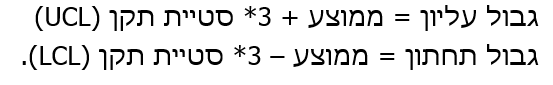 גבול עליון = ממוצע + 3* סטיית תקן (UCL)
גבול תחתון = ממוצע – 3* סטיית תקן (LCL).